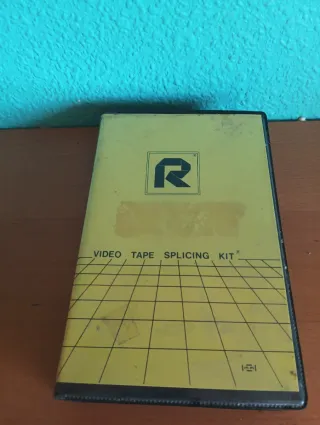 R
VIDEO TAPE SPLICING KIT